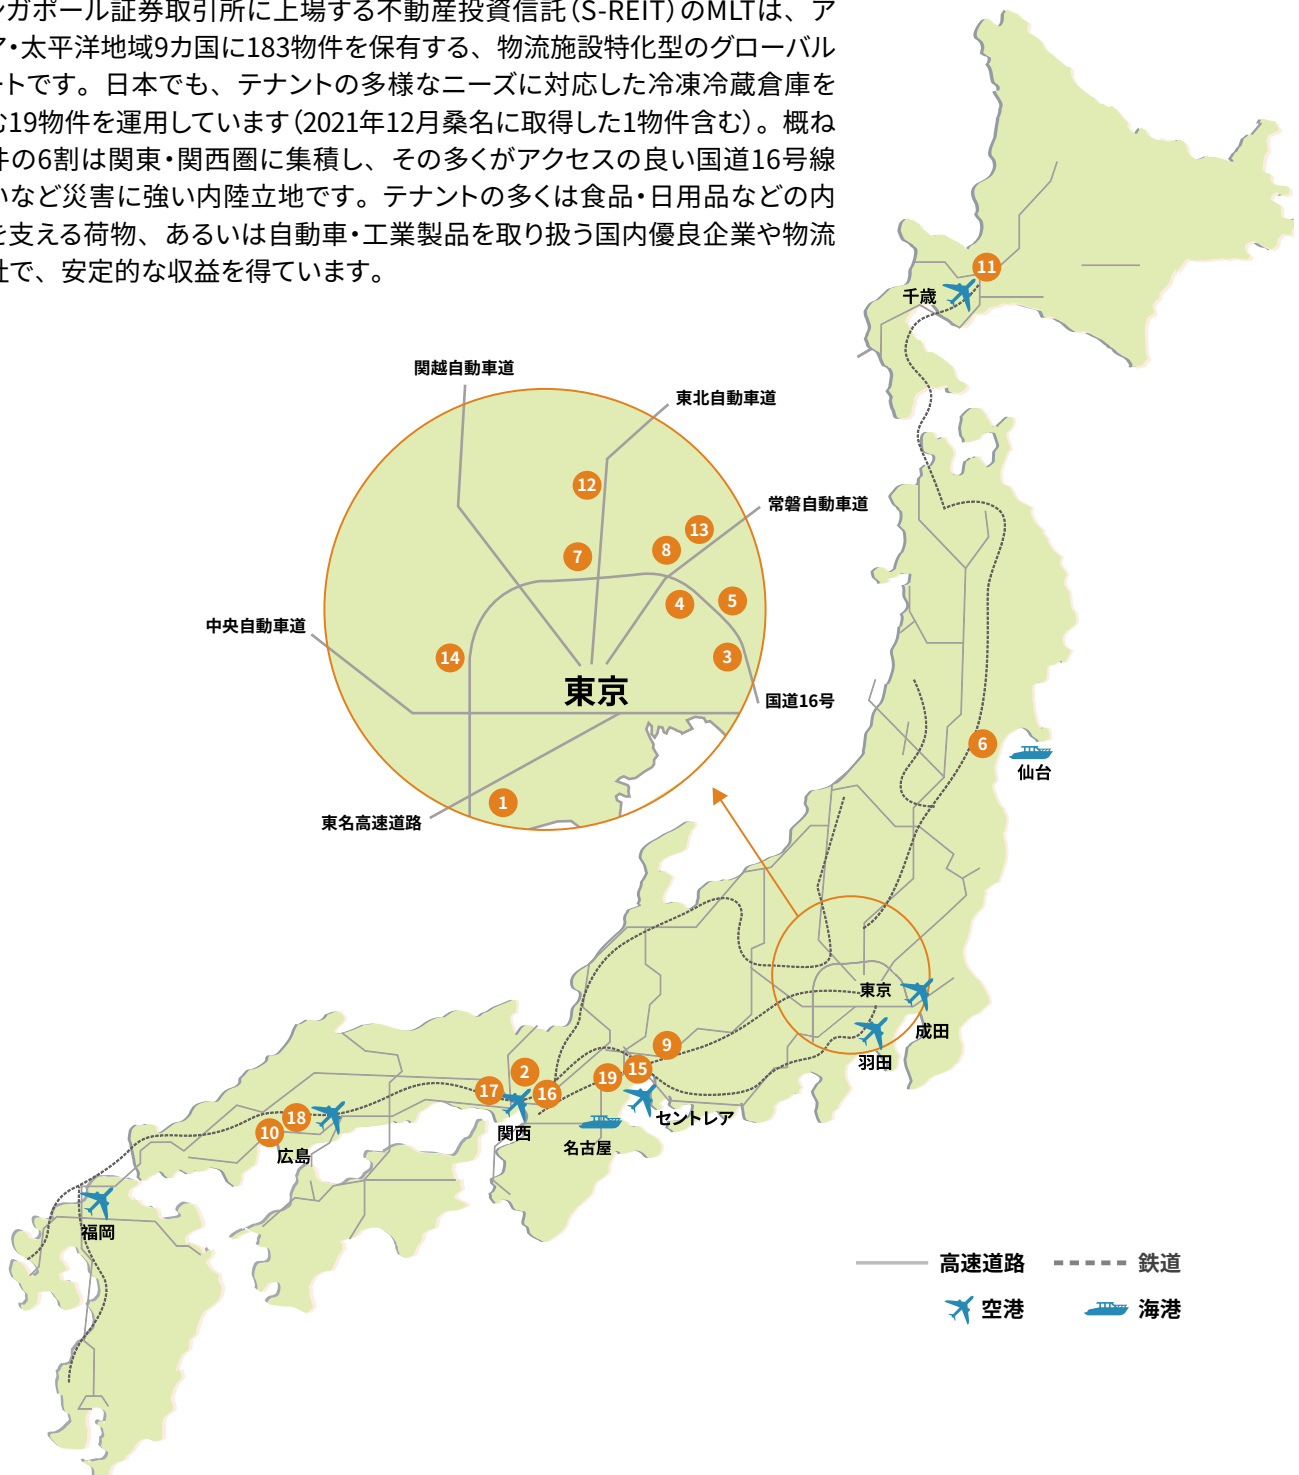 ンガポール証券取引所に上場する不動産投資信託（S-REIT）のMLTは、ア
ア・太平洋地域9カ国に183物件を保有する、物流施設特化型のグローバル
ートです。日本でも、テナントの多様なニーズに対応した冷凍冷蔵倉庫を
む19物件を運用しています（2021年12月桑名に取得した1物件含む）。概ね
件の6割は関東・関西圏に集積し、その多くがアクセスの良い国道16号線
いなど災害に強い内陸立地です。テナントの多くは食品・日用品などの内
を支える荷物、あるいは自動車・工業製品を取り扱う国内優良企業や物流
社で、安定的な収益を得ています。
11
千歳
関越自動車道
東北自動車道
12
常磐自動車道
13
8
7
4
5
中央自動車道
14
3
東京
国道16号
6
仙台
1
東名高速道路
東京
成田
羽田
9
2
15
19
17
16
セントレア
18
10
関西
名古屋
広島
福岡
高速道路
鉄道
空港
海港